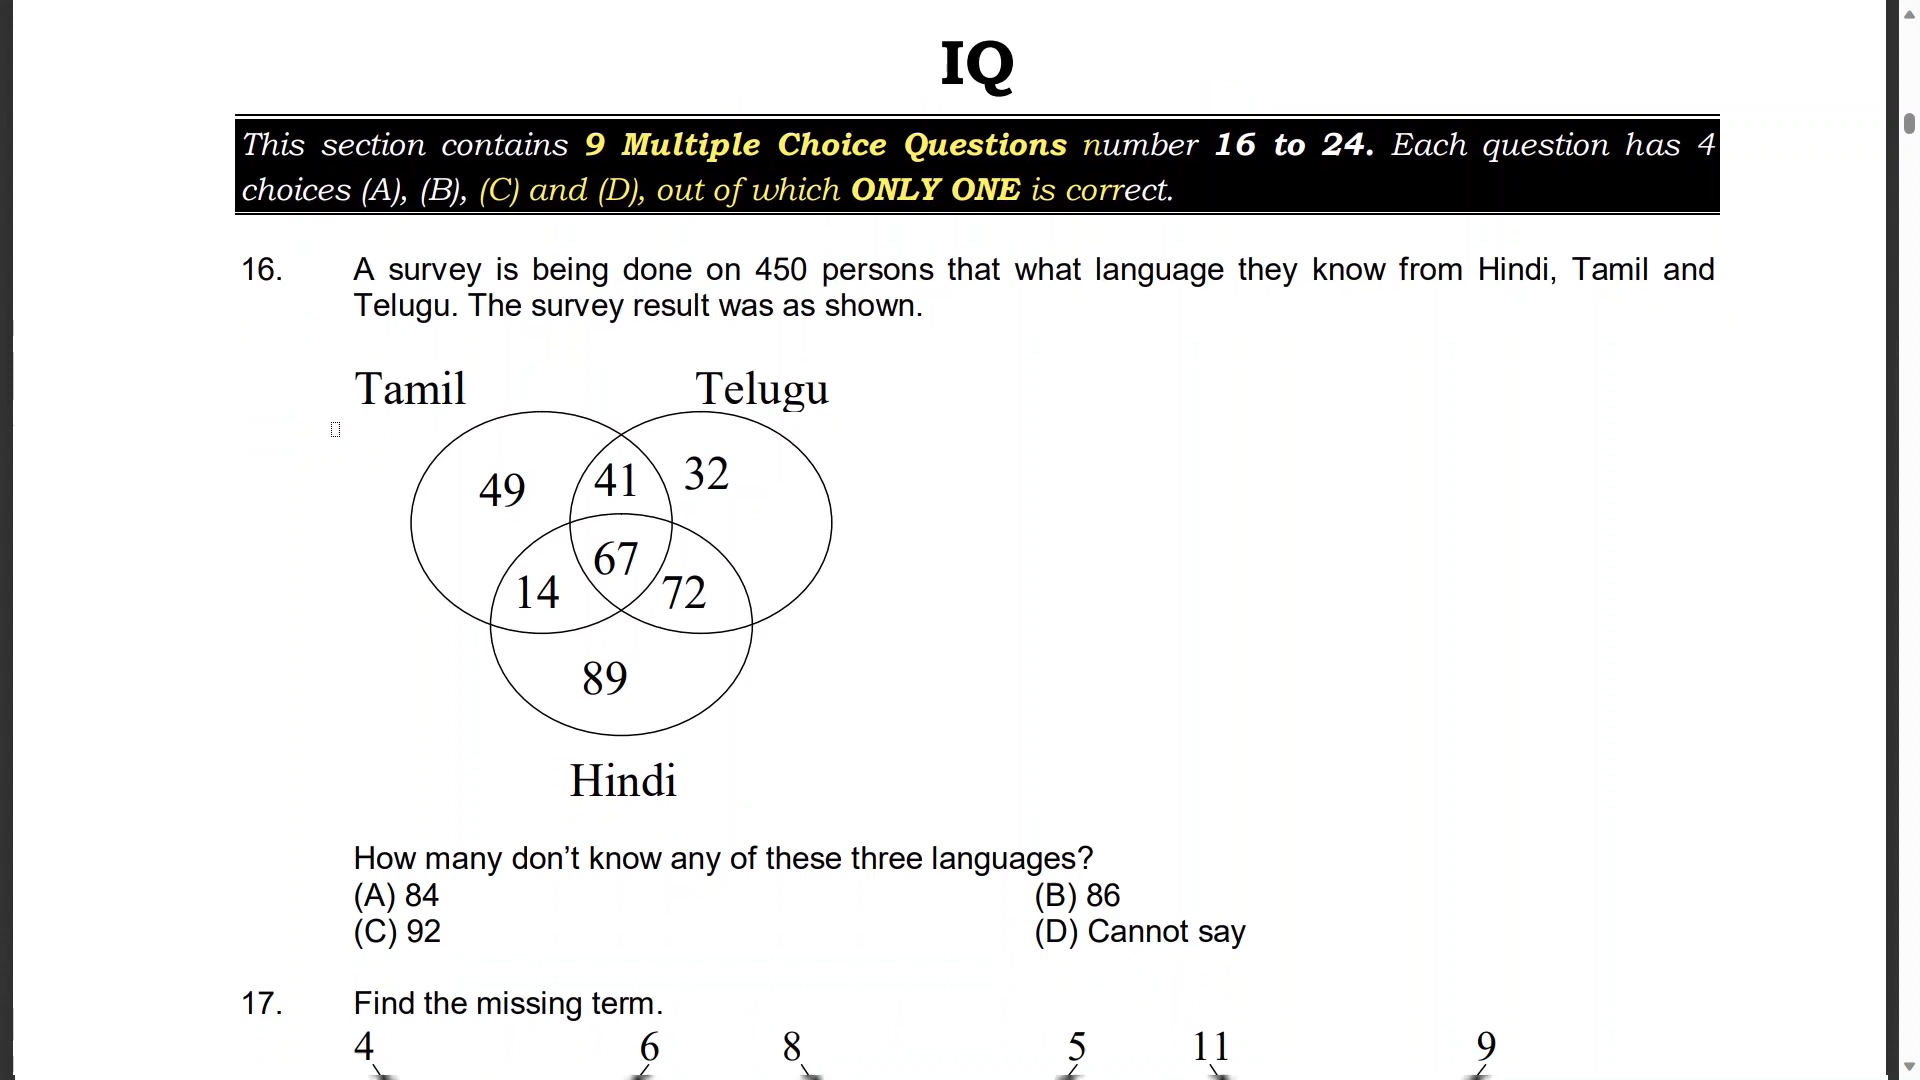 IQ
This section contains 9 Multiple Choice Questions number 16 to 24. Each question has 4
choices (A), (B), (C) and (D), out of which ONLY ONE is correct.
16. A survey is being done on 450 persons that what language they know from Hindi, Tamil and
Telugu. The survey result was as shown.
Tamil Telugu
49 41 32
67
14 72
89
Hindi
How many don’t know any of these three languages?
(A) 84 (B) 86
(C) 92 (D) Cannot say
17. Find the missing term.
4 6 8 5 11 9